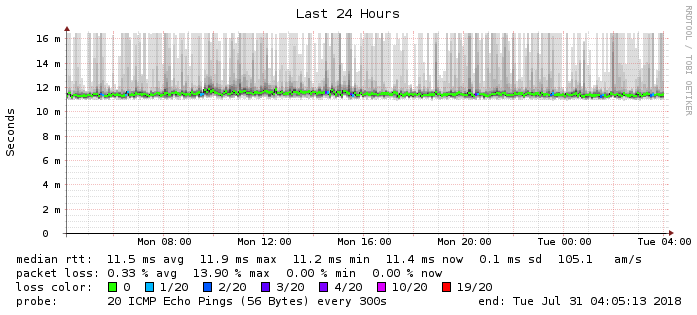 Last 24 Hours
RRDTOOL / TOBI OETIKER
Seconds
16 m
14 m
12 m
10 m
8 m
6 m
4 m
2 m
0
Mon 08:00 Mon 12:00 Mon 16:00 Mon 20:00 Tue 00:00 Tue 04:00
median rtt: 11.5 ms avg 11.9 ms max 11.2 ms min 11.4 ms now 0.1 ms sd 105.1 am/s
packet loss: 0.33 % avg 13.90 % max 0.00 % min 0.00 % now
loss color: 0 1/20 2/20 3/20 4/20 10/20 19/20
probe: 20 ICMP Echo Pings (56 Bytes) every 300s end: Tue Jul 31 04:05:13 2018